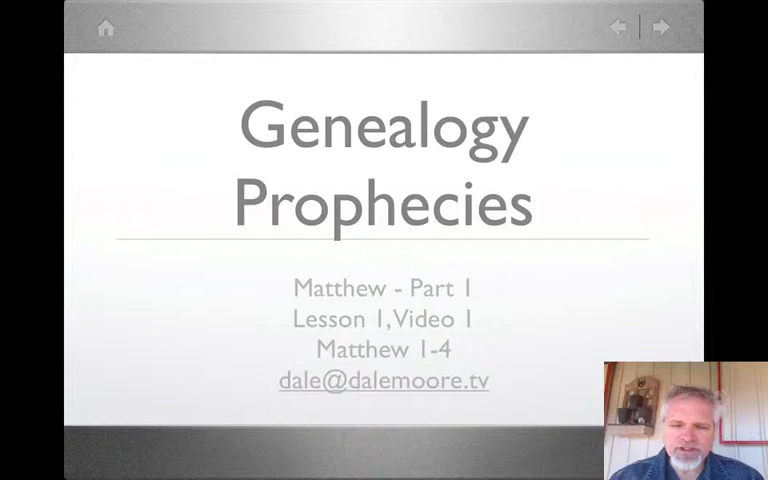 Genealogy
Prophecies
Matthew - Part 1
Lesson 1, Video 1
Matthew 1-4
dale@dalemoore.tv